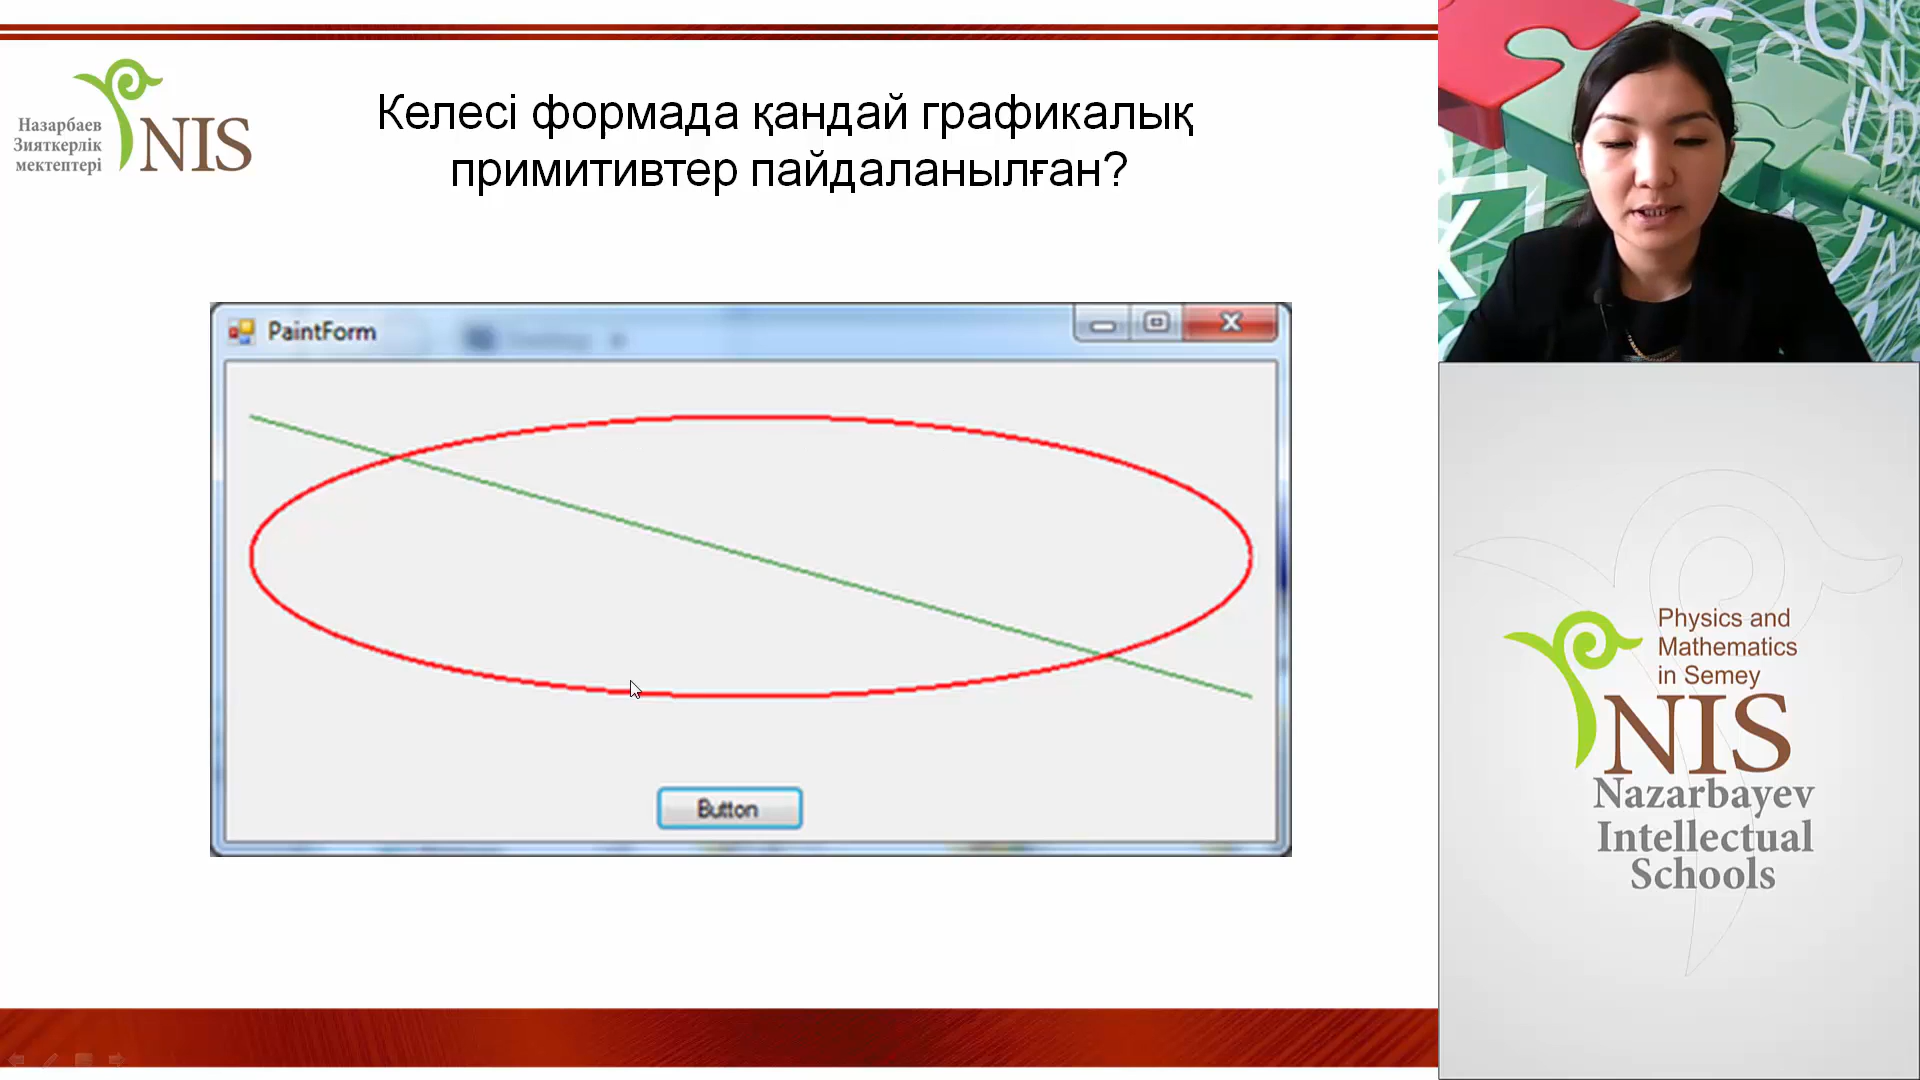 Назарбаев
Зияткерлік
мектептері
NIS
Келесі формада қандай графикалық
примитивтер пайдаланылған?
PaintForm
Button
Physics and
Mathematics
in Semey
NIS
Nazarbayev
Intellectual
Schools